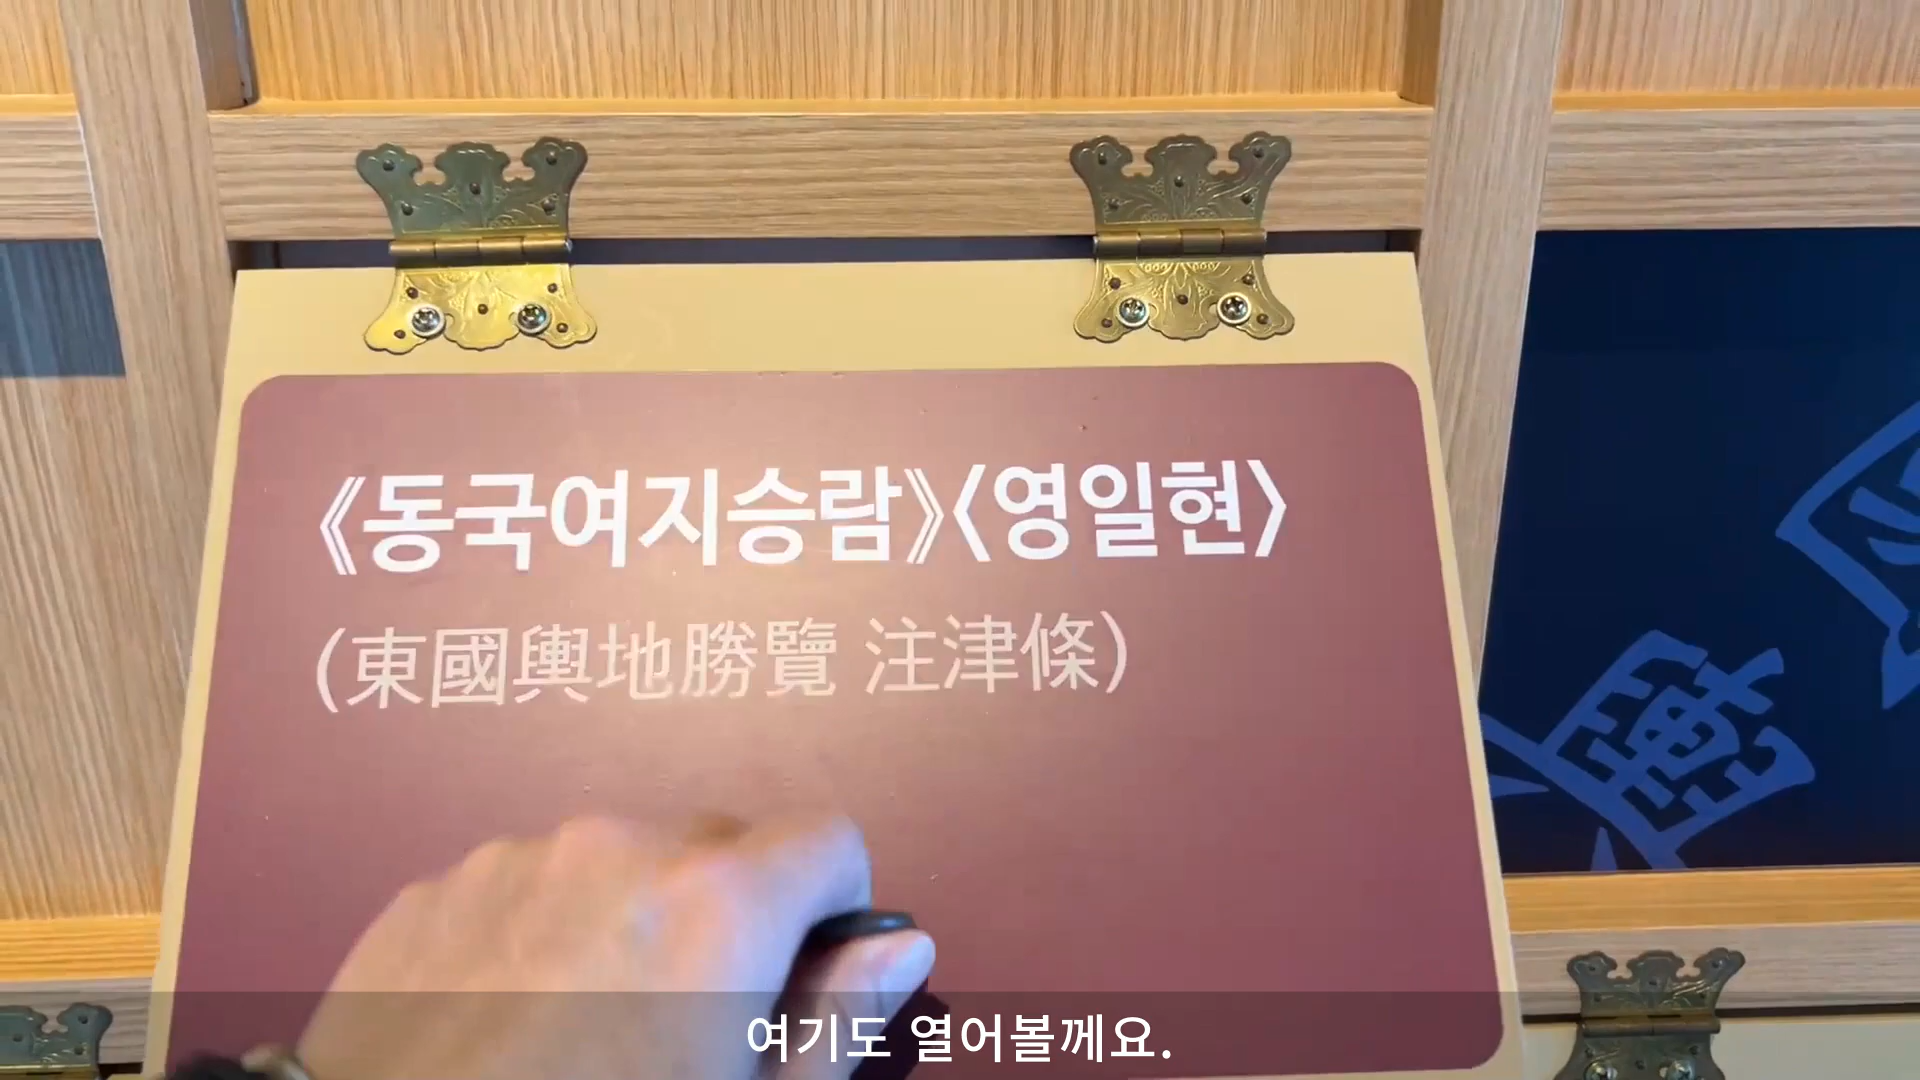 《동국여지승람》〈영일현〉
(東國輿地勝覽 注津條)
여기도 열어볼께요.